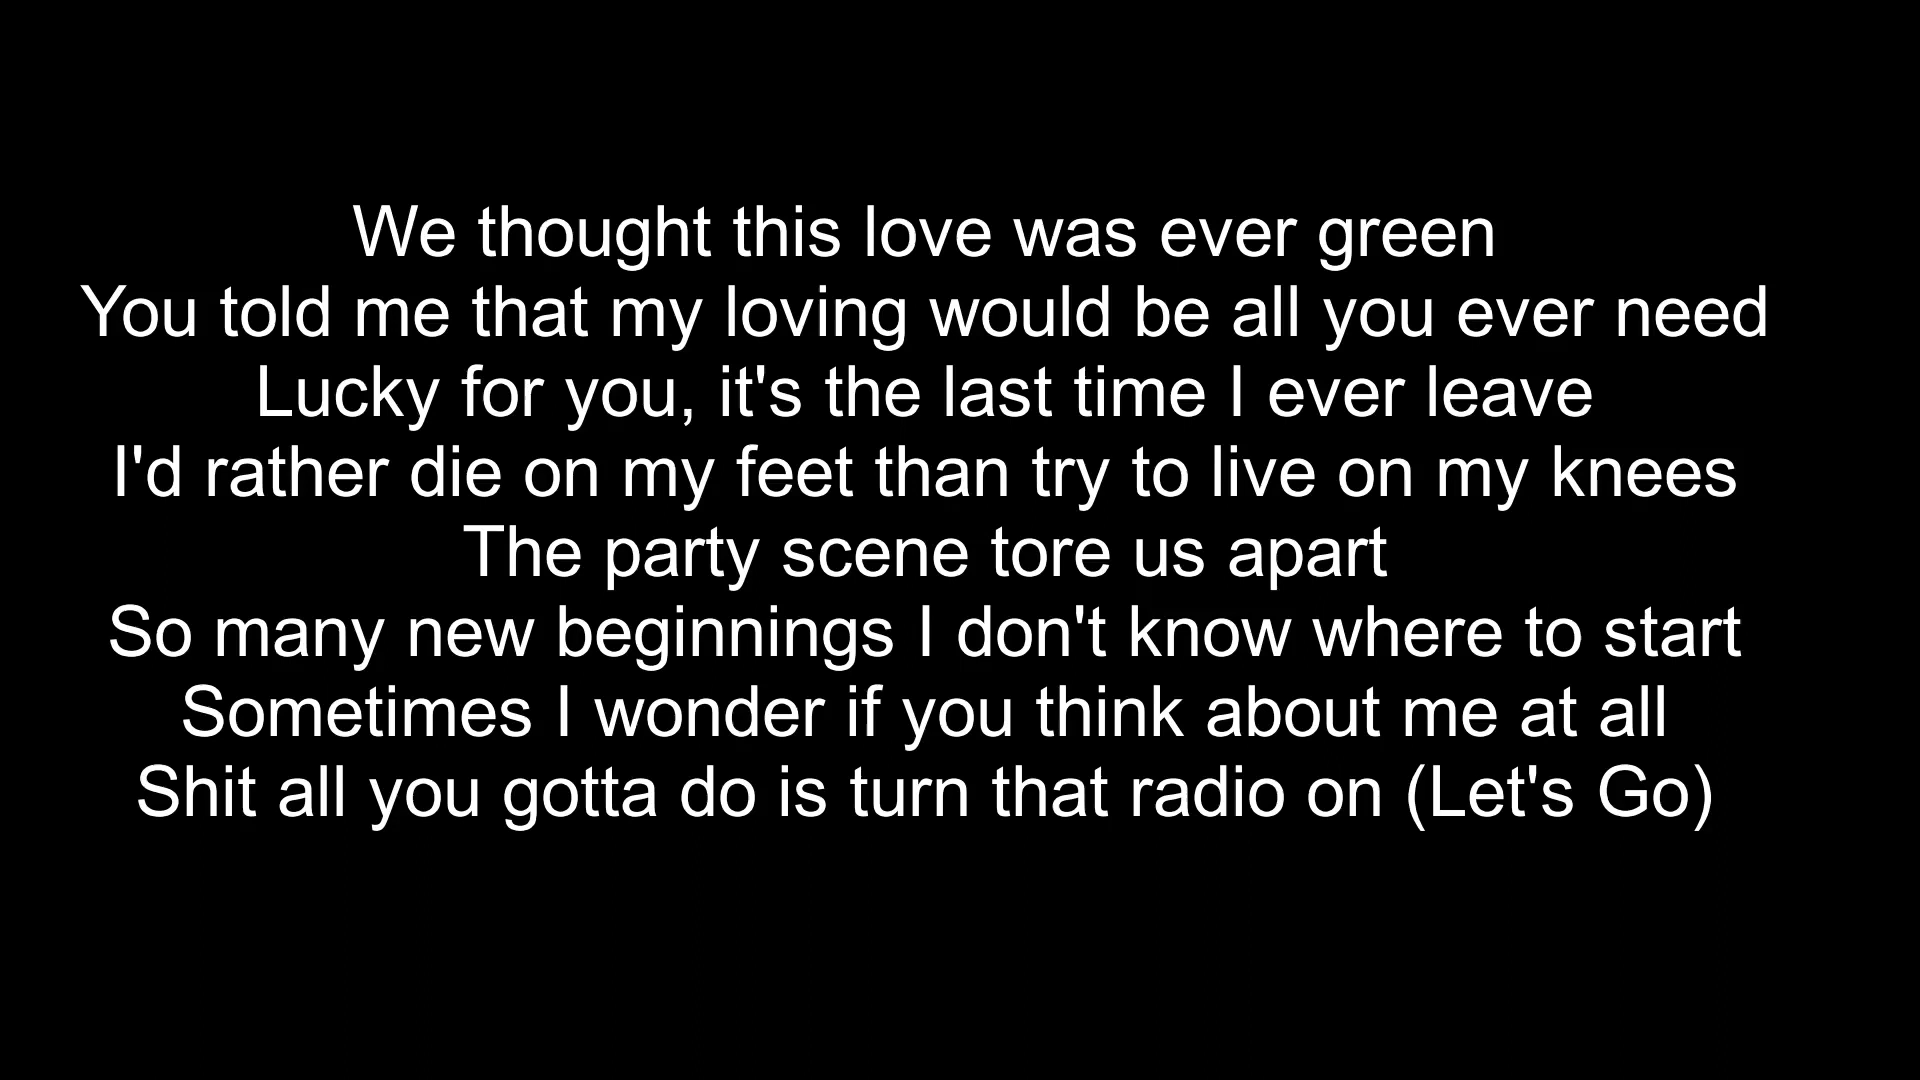 We thought this love was ever green
You told me that my loving would be all you ever need
Lucky for you, it's the last time I ever leave
I'd rather die on my feet than try to live on my knees
The party scene tore us apart
So many new beginnings I don't know where to start
Sometimes I wonder if you think about me at all
Shit all you gotta do is turn that radio on (Let's Go)